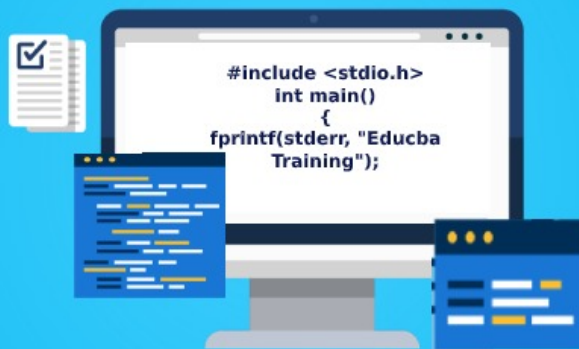 #include <stdio.h>
int main()
{
fprintf(stderr, "Educba
Training");